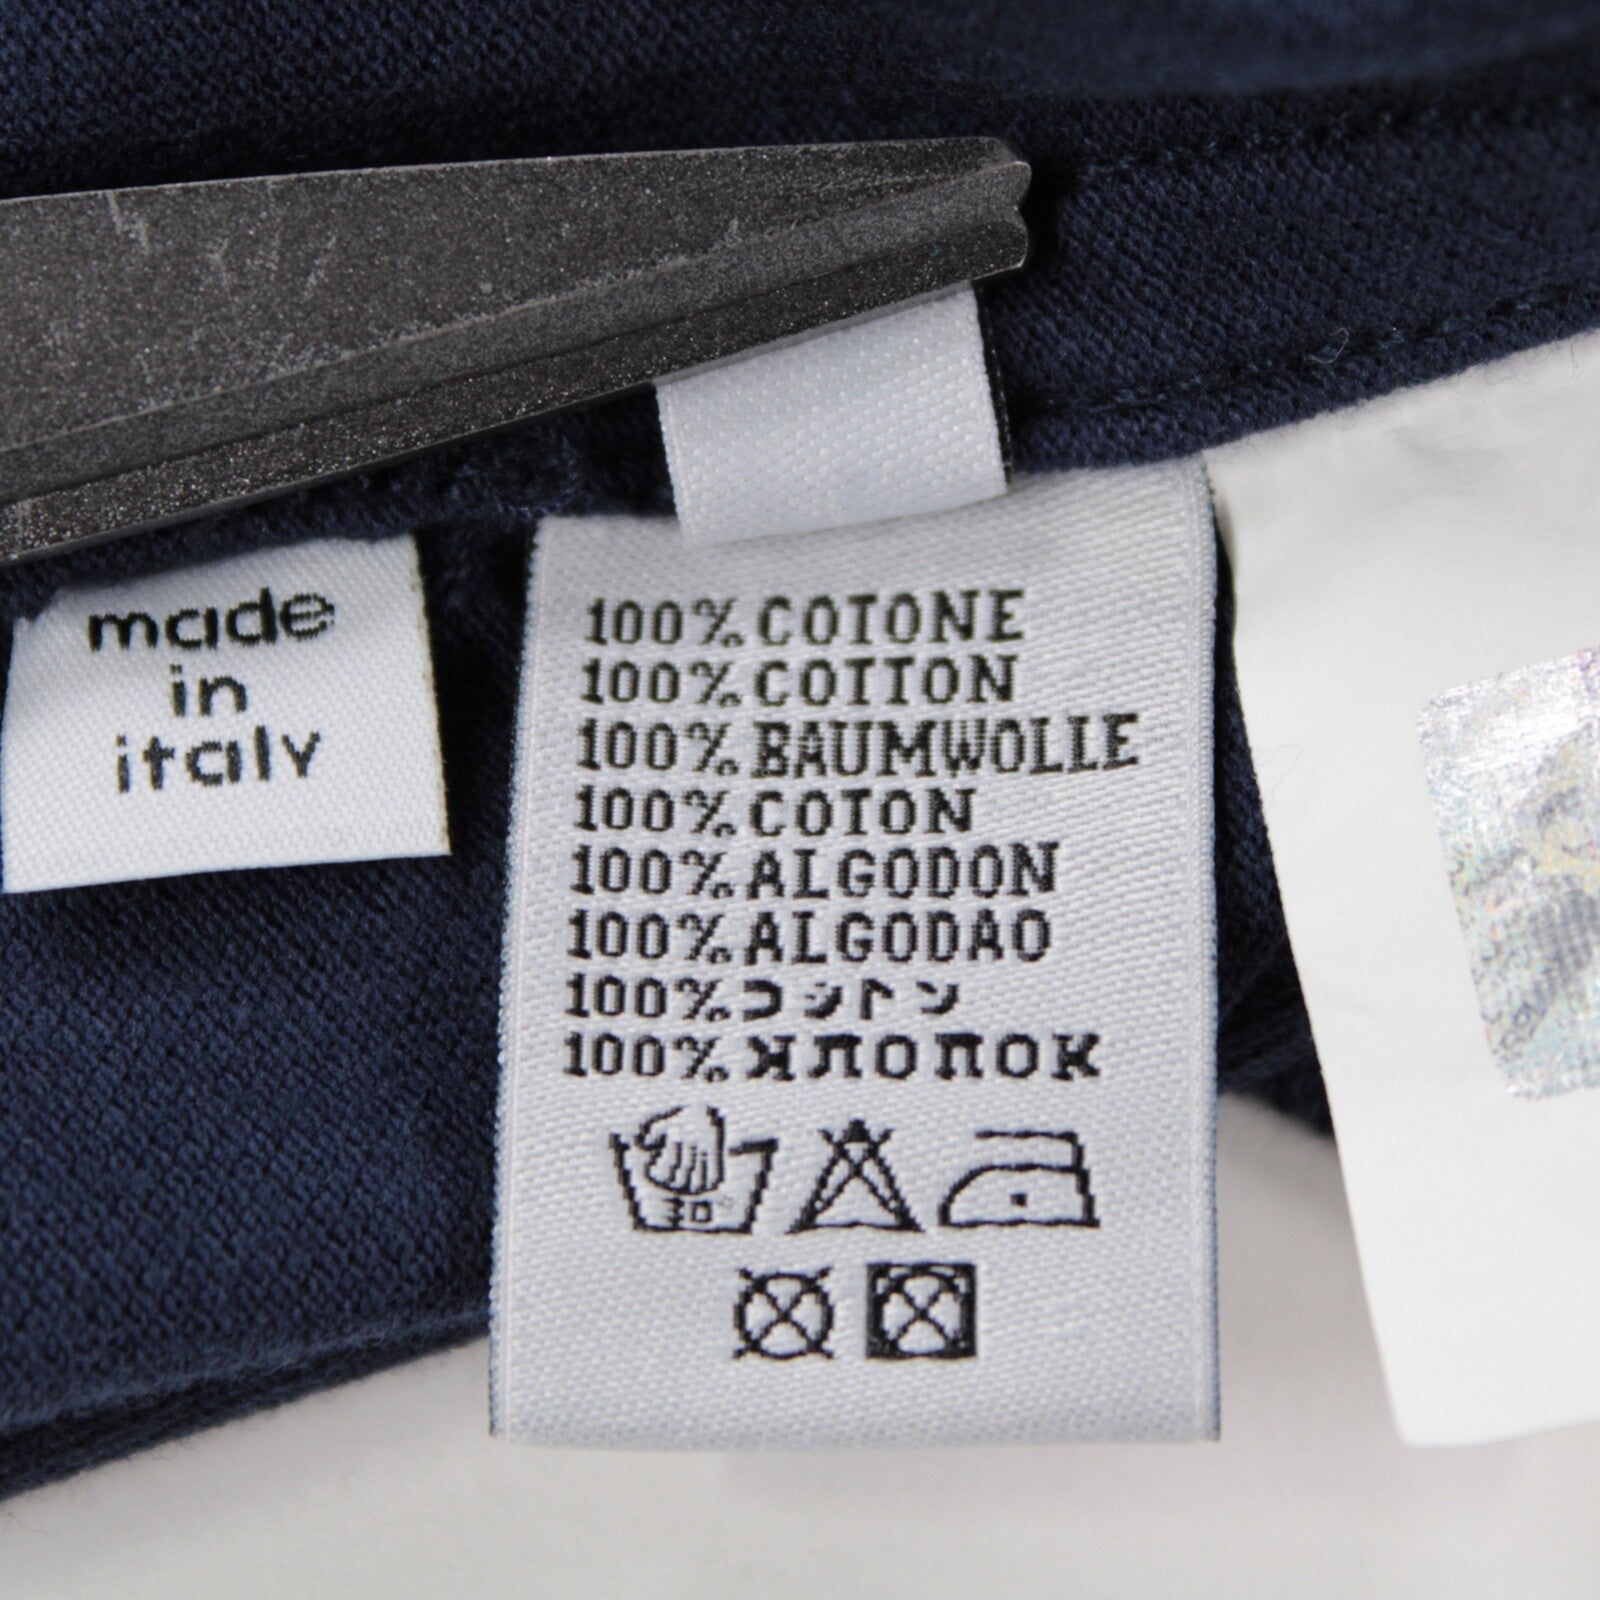 made
in
italy
100% COTONE
100% COTTON
100% BAUMWOLLE
100% COTON
100% ALGODON
100% ALGODAO
100% コットン
100% ХЛОПОК